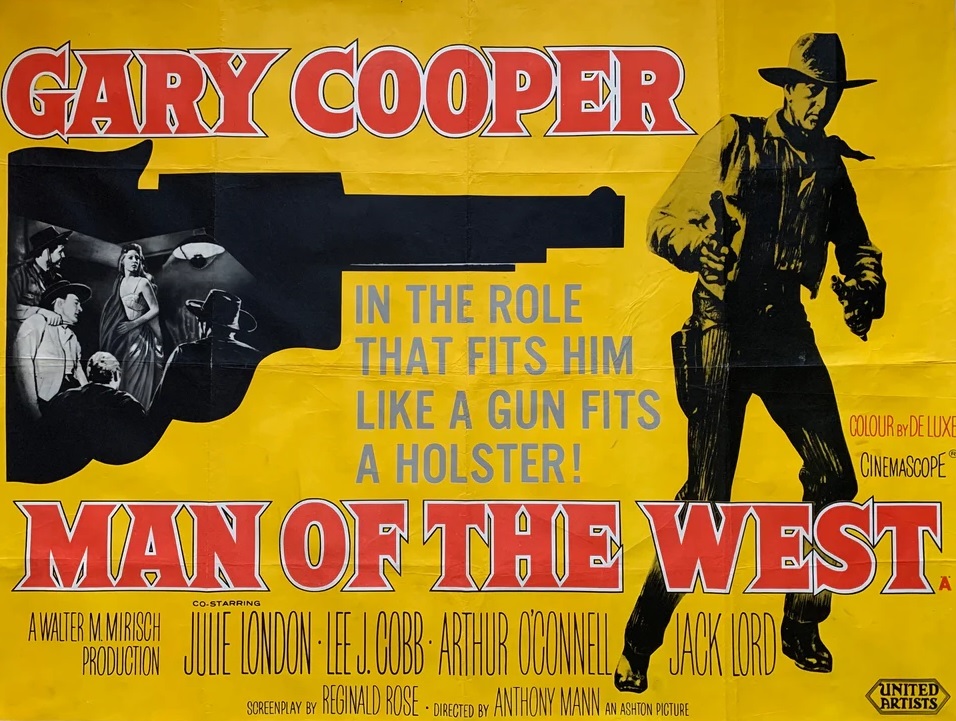 GARY COOPER
IN THE ROLE
THAT FITS HIM
LIKE A GUN FITS
A HOLSTER!
COLOUR BY DE LUXE
CINEMASCOPE
MAN OF THE WEST A
CO-STARRING
A WALTER M. MIRISCH
PRODUCTION
JULIE LONDON · LEE J. COBB · ARTHUR O'CONNELL JACK LORD
SCREENPLAY BY REGINALD ROSE · DIRECTED BY ANTHONY MANN AN ASHTON PICTURE
UNITED
ARTISTS